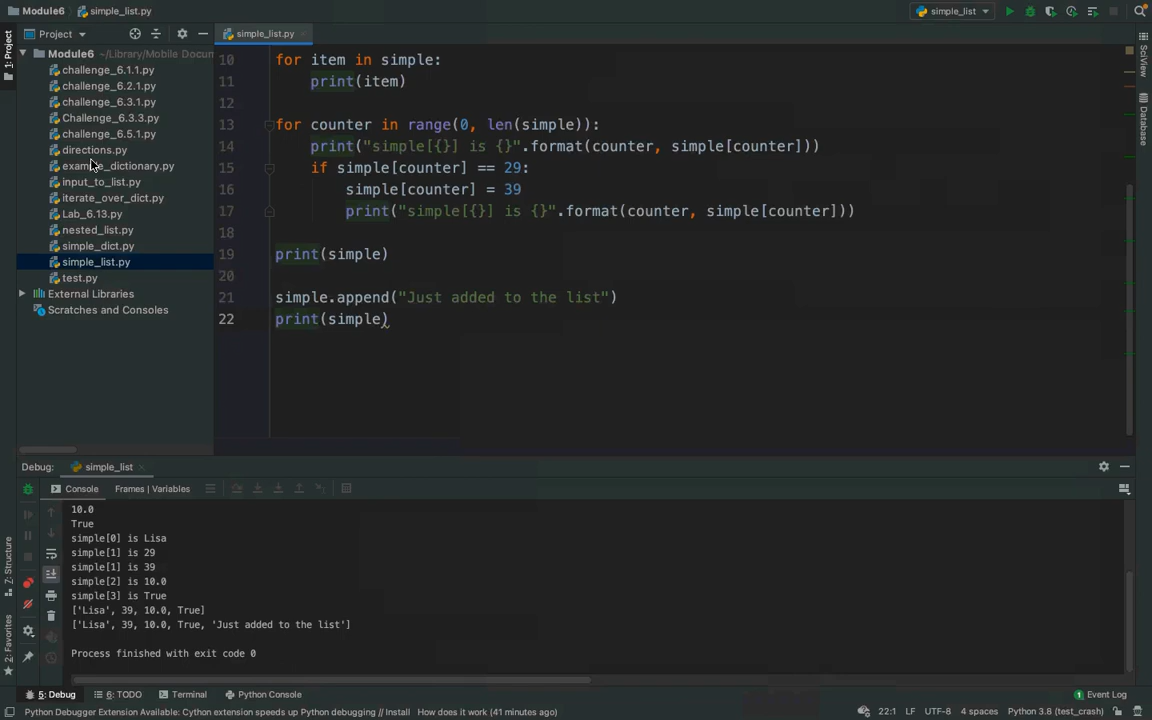 Module6 simple_list.py simple_list
1: Project
Project simple_list.py
Module6 ~/Library/Mobile Docum
challenge_6.1.1.py
challenge_6.2.1.py
challenge_6.3.1.py
Challenge_6.3.3.py
challenge_6.5.1.py
directions.py
example_dictionary.py
input_to_list.py
iterate_over_dict.py
Lab_6.13.py
nested_list.py
simple_dict.py
simple_list.py
test.py
External Libraries
Scratches and Consoles
10 for item in simple:
11 print(item)
12
13 for counter in range(0, len(simple)):
14 print("simple[{}] is {}".format(counter, simple[counter]))
15 if simple[counter] == 29:
16 simple[counter] = 39
17 print("simple[{}] is {}".format(counter, simple[counter]))
18
19 print(simple)
20
21 simple.append("Just added to the list")
22 print(simple)
SciView
Database
Debug: simple_list
Console Frames | Variables
10.0
True
simple[0] is Lisa
simple[1] is 29
simple[1] is 39
simple[2] is 10.0
simple[3] is True
['Lisa', 39, 10.0, True]
['Lisa', 39, 10.0, True, 'Just added to the list']
Process finished with exit code 0
7: Structure
2: Favorites
5: Debug 6: TODO Terminal Python Console 1 Event Log
Python Debugger Extension Available: Cython extension speeds up Python debugging // Install How does it work (41 minutes ago) 22:1 LF UTF-8 4 spaces Python 3.8 (test_crash)